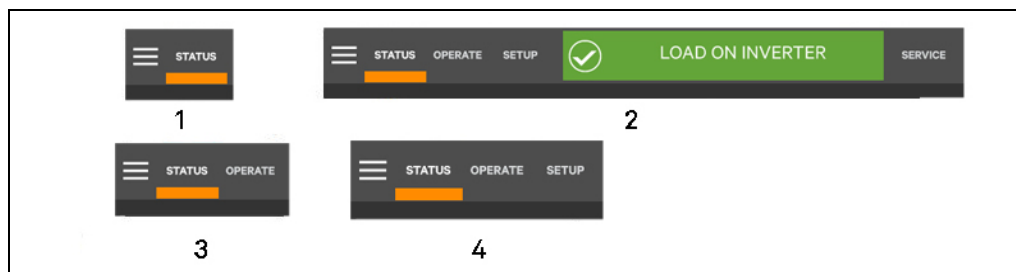 STATUS
STATUS OPERATE SETUP LOAD ON INVERTER SERVICE
1
2
STATUS OPERATE
STATUS OPERATE SETUP
3
4